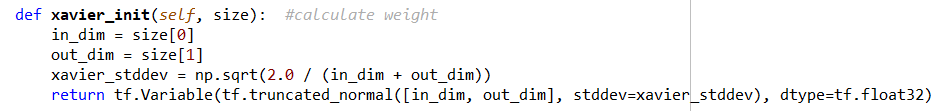 def xavier_init(self, size):  #calculate weight
    in_dim = size[0]
    out_dim = size[1]
    xavier_stddev = np.sqrt(2.0 / (in_dim + out_dim))
    return tf.Variable(tf.truncated_normal([in_dim, out_dim], stddev=xavier_stddev), dtype=tf.float32)